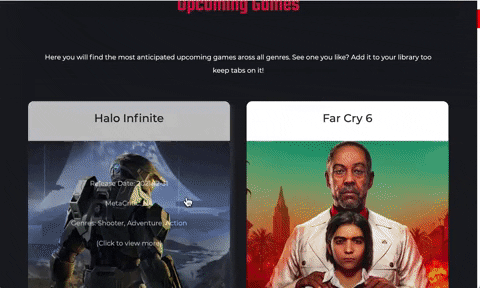 Upcoming Games
Here you will find the most anticipated upcoming games aross all genres. See one you like? Add it to your library too
keep tabs on it!
Halo Infinite
Far Cry 6
Release Date:
MetaCritic:
Genres: Shooter, Adventure, Action
(Click to view more)